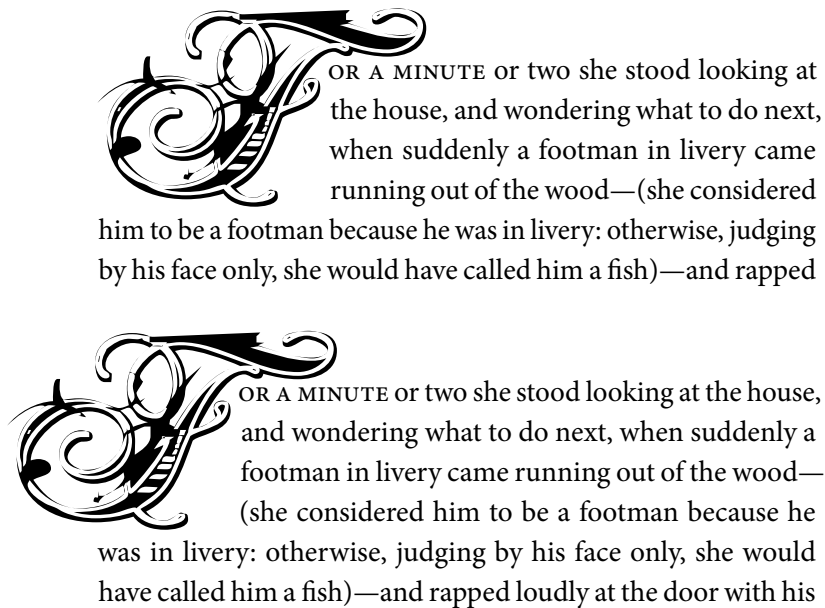 FOR A MINUTE or two she stood looking at
the house, and wondering what to do next,
when suddenly a footman in livery came
running out of the wood—(she considered
him to be a footman because he was in livery: otherwise, judging
by his face only, she would have called him a fish)—and rapped
FOR A MINUTE or two she stood looking at the house,
and wondering what to do next, when suddenly a
footman in livery came running out of the wood—
(she considered him to be a footman because he
was in livery: otherwise, judging by his face only, she would
have called him a fish)—and rapped loudly at the door with his